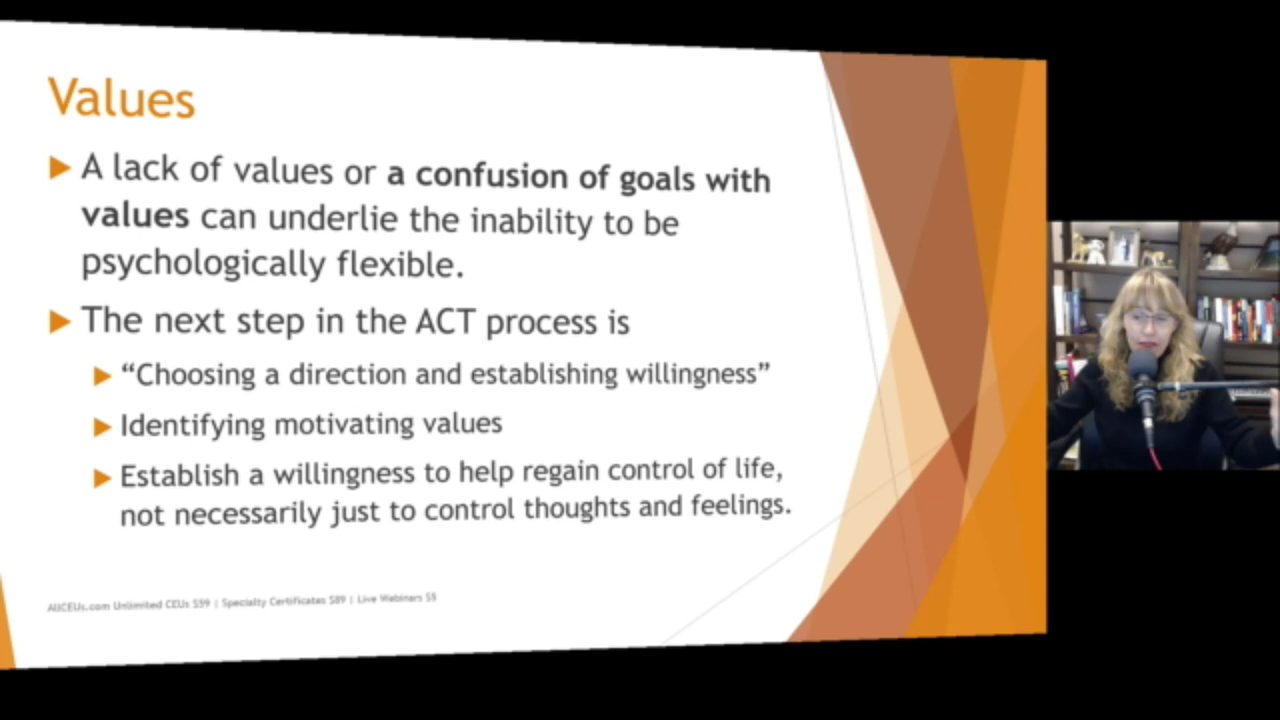 Values
A lack of values or a confusion of goals with
values can underlie the inability to be
psychologically flexible.
The next step in the ACT process is
“Choosing a direction and establishing willingness”
Identifying motivating values
Establish a willingness to help regain control of life,
not necessarily just to control thoughts and feelings.
AllCEUs.com Unlimited CEUs $59 | Specialty Certificates $89 | Live Webinars $5